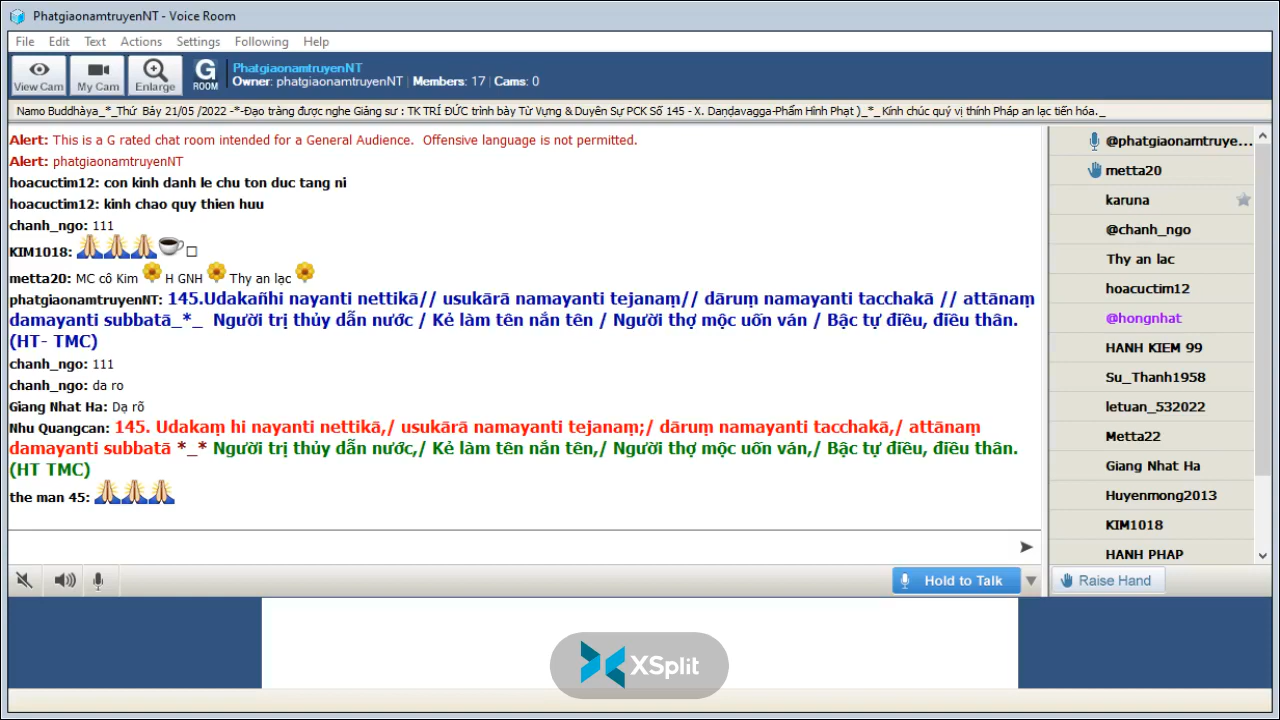 PhatgiaonamtruyenNT - Voice Room
File Edit Text Actions Settings Following Help
View Cam My Cam Enlarge G ROOM
PhatgiaonamtruyenNT
Owner: phatgiaonamtruyenNT | Members: 17 | Cams: 0
Namo Buddhàya_*_Thứ Bảy 21/05 /2022 -*-Đạo tràng được nghe Giảng sư : TK TRÍ ĐỨC trình bày Từ Vựng & Duyên Sự PCK Số 145 - X. Daṇḍavagga-Phẩm Hình Phạt )_*_Kính chúc quý vị thính Pháp an lạc tiến hóa._
Alert: This is a G rated chat room intended for a General Audience. Offensive language is not permitted.
Alert: phatgiaonamtruyenNT
hoacuctim12: con kinh danh le chu ton duc tang ni
hoacuctim12: kinh chao quy thien huu
chanh_ngo: 111
KIM1018:
metta20: MC cô Kim H GNH Thy an lạc
phatgiaonamtruyenNT: 145.Udakañhi nayanti nettikā// usukārā namayanti tejanaṃ// dāruṃ namayanti tacchakā // attānaṃ
damayanti subbatā_*_ Người trị thủy dẫn nước / Kẻ làm tên nắn tên / Người thợ mộc uốn ván / Bậc tự điều, điều thân.
(HT- TMC)
chanh_ngo: 111
chanh_ngo: da ro
Giang Nhat Ha: Dạ rõ
Nhu Quangcan: 145. Udakaṃ hi nayanti nettikā,/ usukārā namayanti tejanaṃ;/ dāruṃ namayanti tacchakā,/ attānaṃ
damayanti subbatā *_* Người trị thủy dẫn nước,/ Kẻ làm tên nắn tên,/ Người thợ mộc uốn ván,/ Bậc tự điều, điều thân.
(HT TMC)
the man 45:
@phatgiaonamtruye...
metta20
karuna
@chanh_ngo
Thy an lac
hoacuctim12
@hongnhat
HANH KIEM 99
Su_Thanh1958
letuan_532022
Metta22
Giang Nhat Ha
Huyenmong2013
KIM1018
HANH PHAP
Hold to Talk
Raise Hand
XSplit